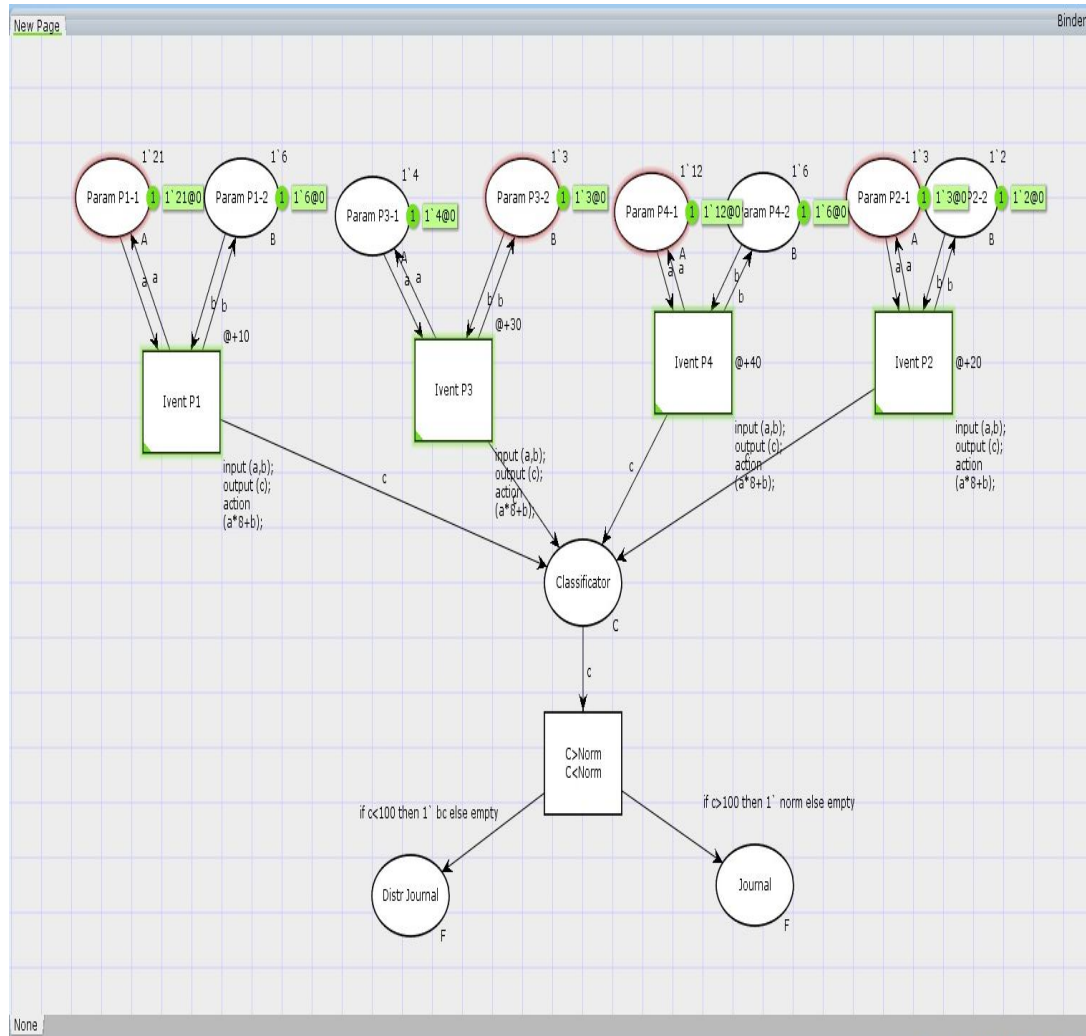 New Page
Binder
1`21
1`6
1`4
1`3
1`12
1`6
1`3
1`2
Param P1-1
1
1`21@0
Param P1-2
1
1`6@0
Param P3-1
1
1`4@0
Param P3-2
1
1`3@0
Param P4-1
1
1`12@0
Param P4-2
1
1`6@0
Param P2-1
1
1`3@0
P2-2
1
1`2@0
A
B
A
B
A
B
A
B
a
a
b
b
a
a
b
b
a
a
b
b
a
a
b
b
@+10
@+30
@+40
@+20
Ivent P1
Ivent P3
Ivent P4
Ivent P2
input (a,b);
output (c);
action
(a*8+b);
input (a,b);
output (c);
action
(a*8+b);
input (a,b);
output (c);
action
(a*8+b);
input (a,b);
output (c);
action
(a*8+b);
c
c
c
c
Classificator
C
c
C>Norm
C<Norm
if c<100 then 1` bc else empty
if c>100 then 1` norm else empty
Distr Journal
F
Journal
F
None